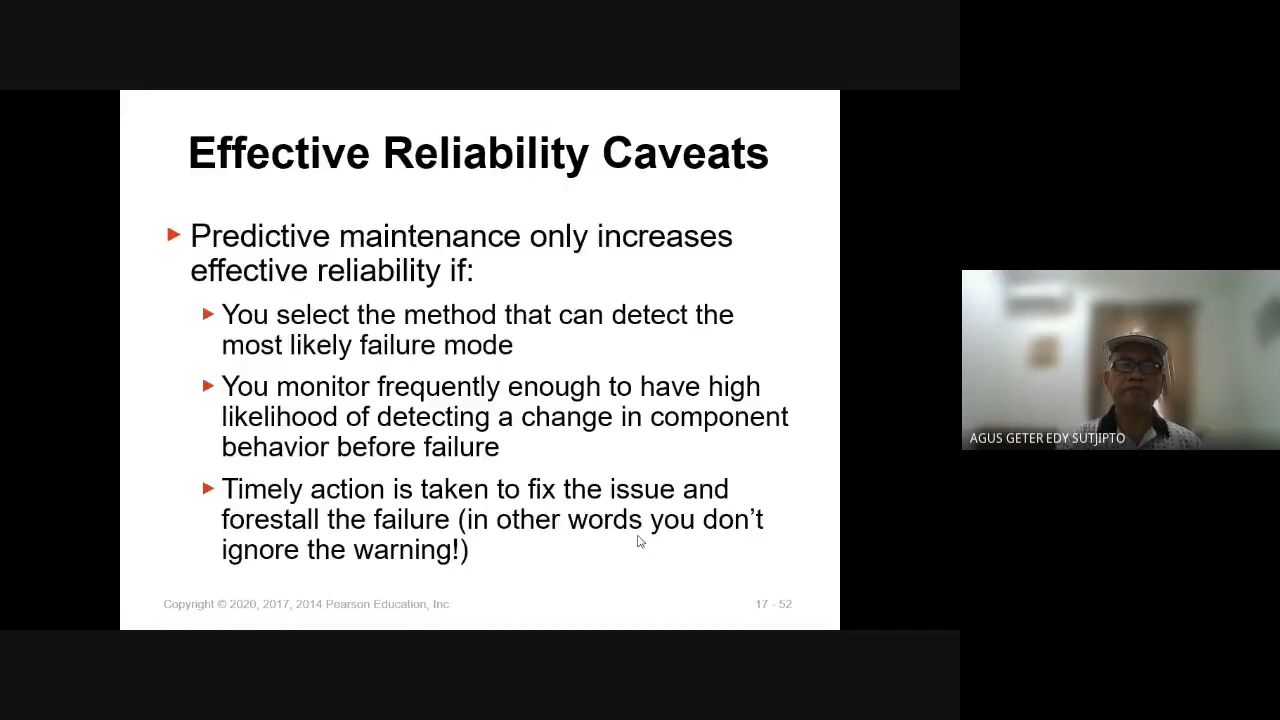 Effective Reliability Caveats
Predictive maintenance only increases
effective reliability if:
You select the method that can detect the
most likely failure mode
You monitor frequently enough to have high
likelihood of detecting a change in component
behavior before failure
Timely action is taken to fix the issue and
forestall the failure (in other words you don’t
ignore the warning!)
Copyright © 2020, 2017, 2014 Pearson Education, Inc.
17 - 52
AGUS GETER EDY SUTJIPTO